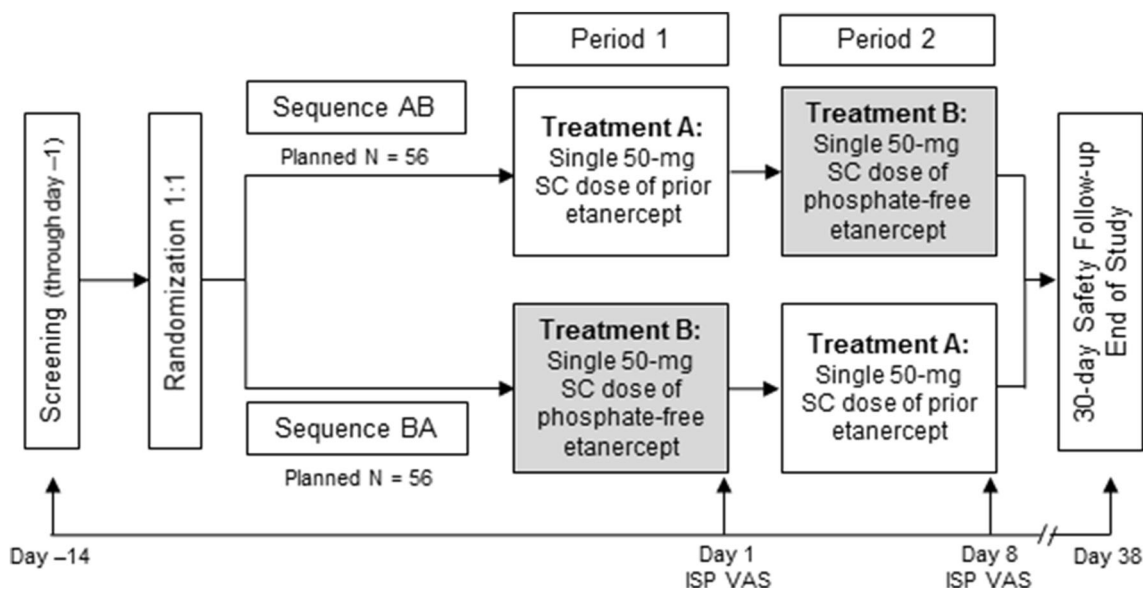 Period 1
Period 2
Screening (through day –1)
Randomization 1:1
Sequence AB
Planned N = 56
Treatment A:
Single 50-mg
SC dose of prior
etanercept
Treatment B:
Single 50-mg
SC dose of
phosphate-free
etanercept
Sequence BA
Planned N = 56
Treatment B:
Single 50-mg
SC dose of
phosphate-free
etanercept
Treatment A:
Single 50-mg
SC dose of prior
etanercept
30-day Safety Follow-up
End of Study
Day –14
Day 1
ISP VAS
Day 8
ISP VAS
Day 38